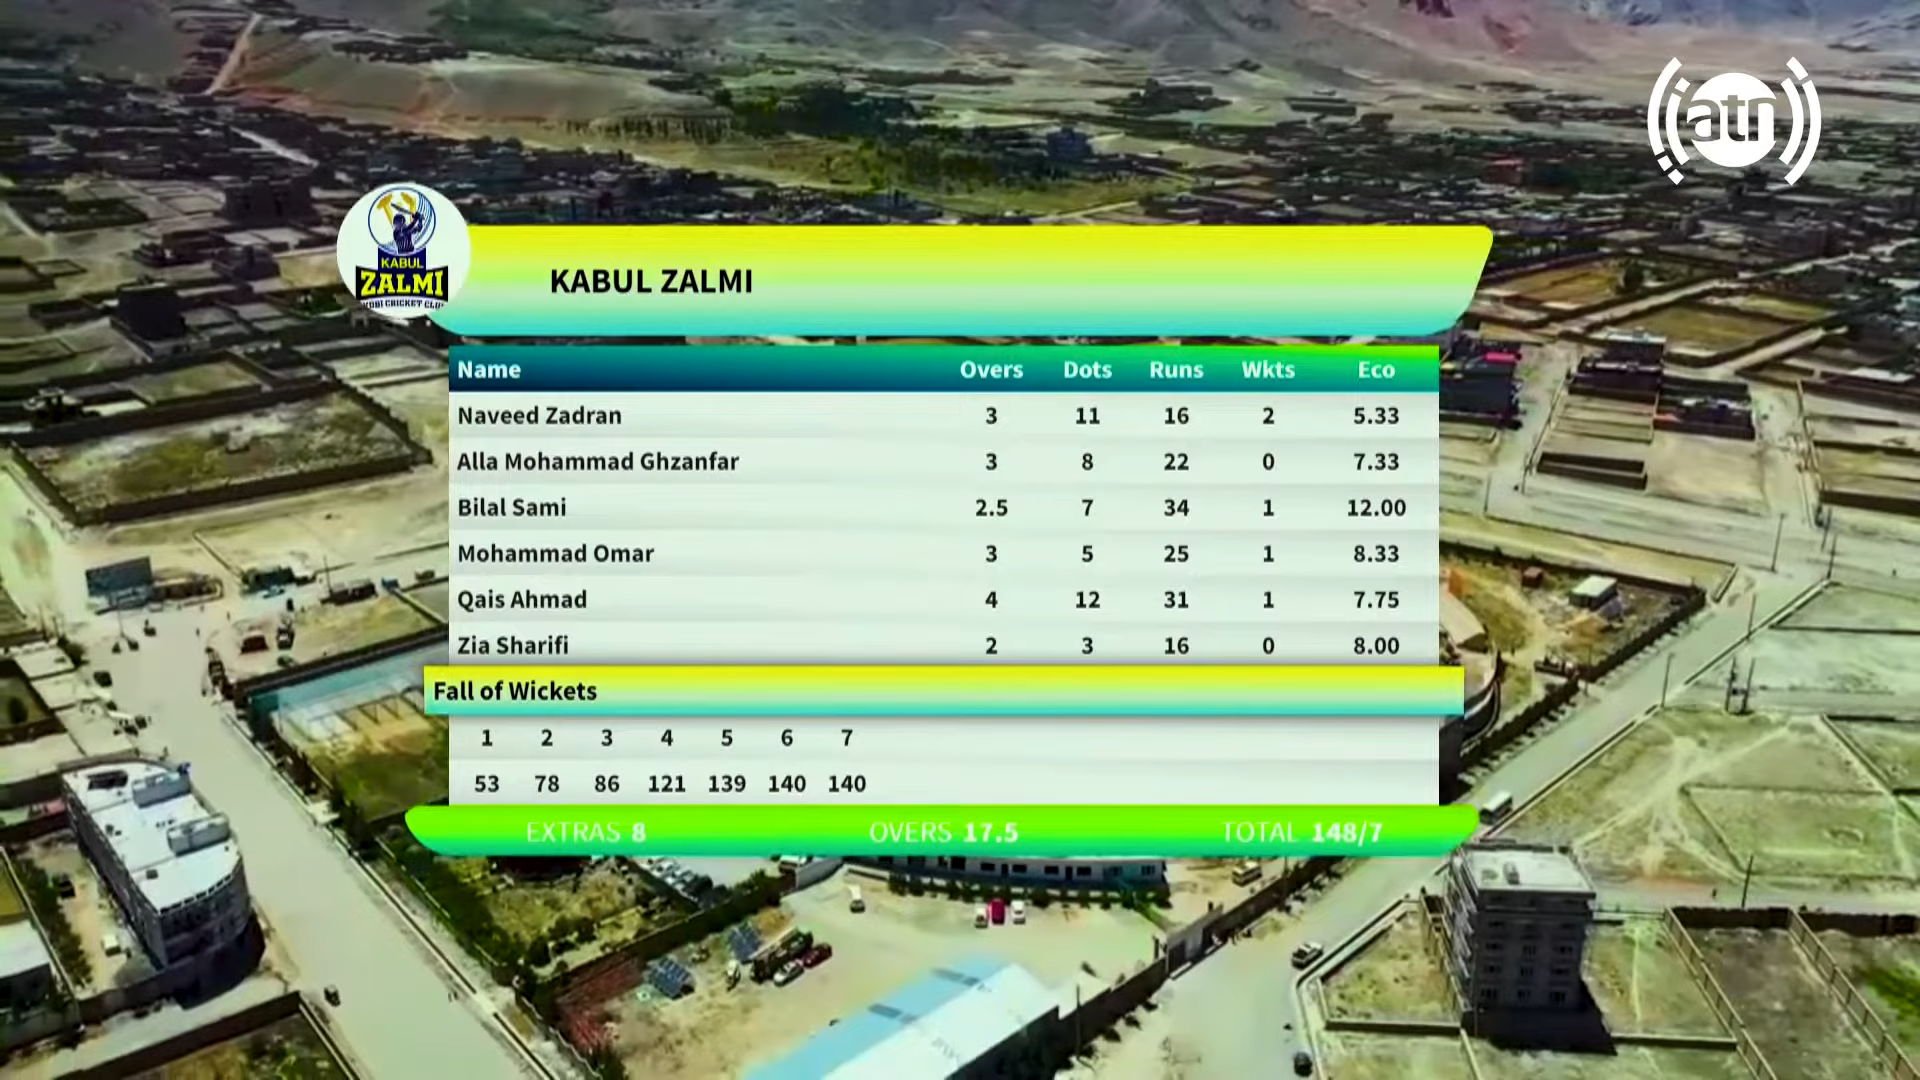 atn
KABUL
ZALMI
KABUL ZALMI
Name Overs Dots Runs Wkts Eco
Naveed Zadran 3 11 16 2 5.33
Alla Mohammad Ghzanfar 3 8 22 0 7.33
Bilal Sami 2.5 7 34 1 12.00
Mohammad Omar 3 5 25 1 8.33
Qais Ahmad 4 12 31 1 7.75
Zia Sharifi 2 3 16 0 8.00
Fall of Wickets
1 2 3 4 5 6 7
53 78 86 121 139 140 140
EXTRAS 8 OVERS 17.5 TOTAL 148/7